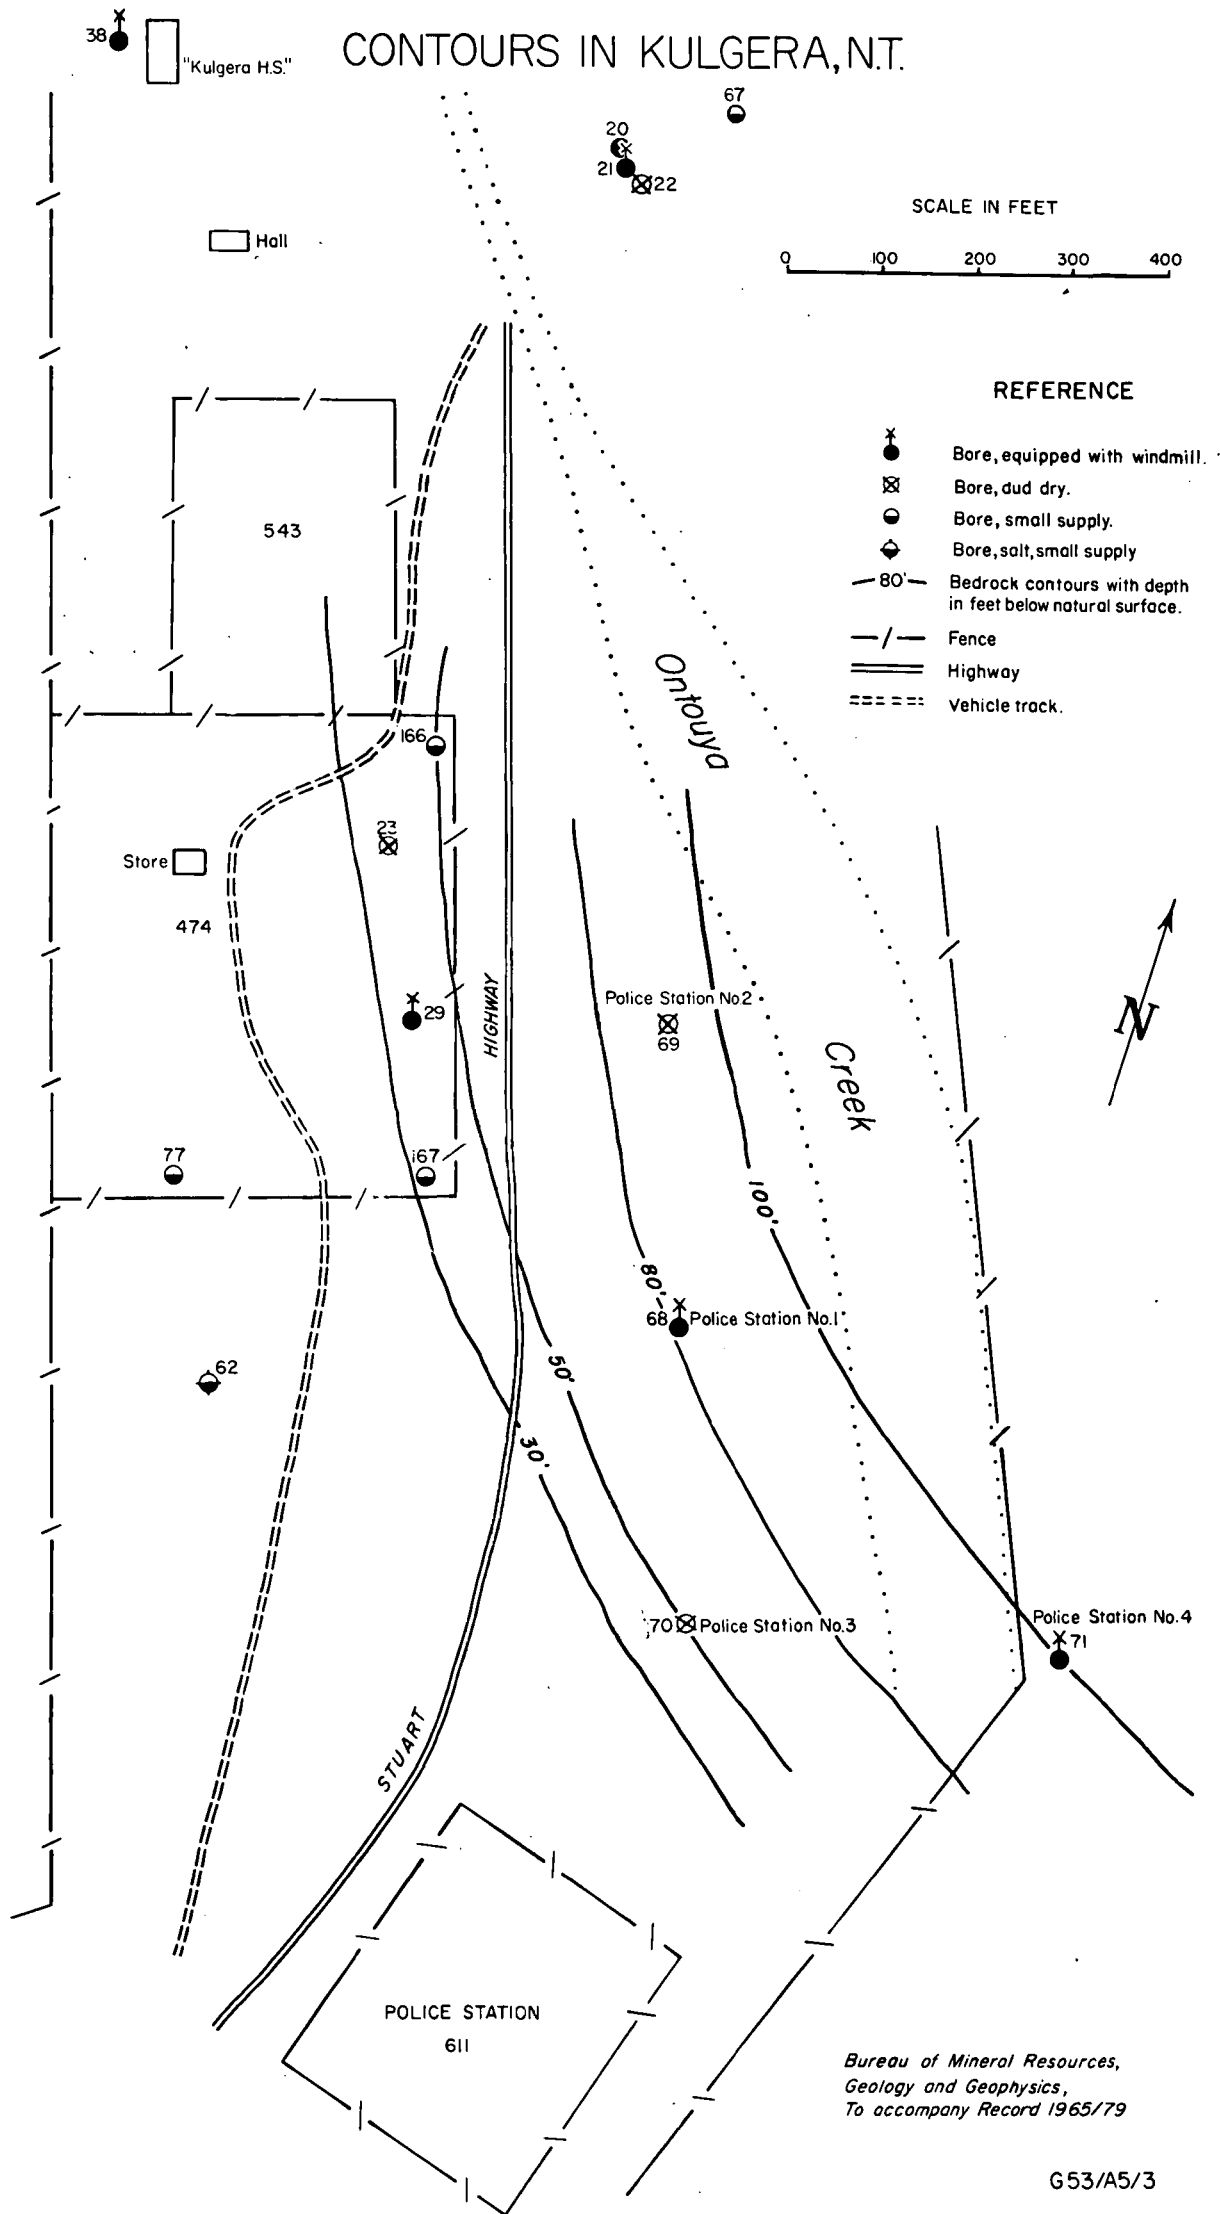 CONTOURS IN KULGERA, N.T.
38
"Kulgera H.S."
67
20
21
22
Hall
SCALE IN FEET
0 100 200 300 400
REFERENCE
Bore, equipped with windmill.
Bore, dud dry.
Bore, small supply.
Bore, salt, small supply
80' Bedrock contours with depth
in feet below natural surface.
Fence
Highway
Vehicle track.
543
Ontouya
166
23
Store
474
29
HIGHWAY
Police Station No.2
69
Creek
N
77
167
100'
80'
68 Police Station No.1
62
50'
30'
70 Police Station No.3
Police Station No.4
71
STUART
POLICE STATION
611
Bureau of Mineral Resources,
Geology and Geophysics,
To accompany Record 1965/79
G53/A5/3